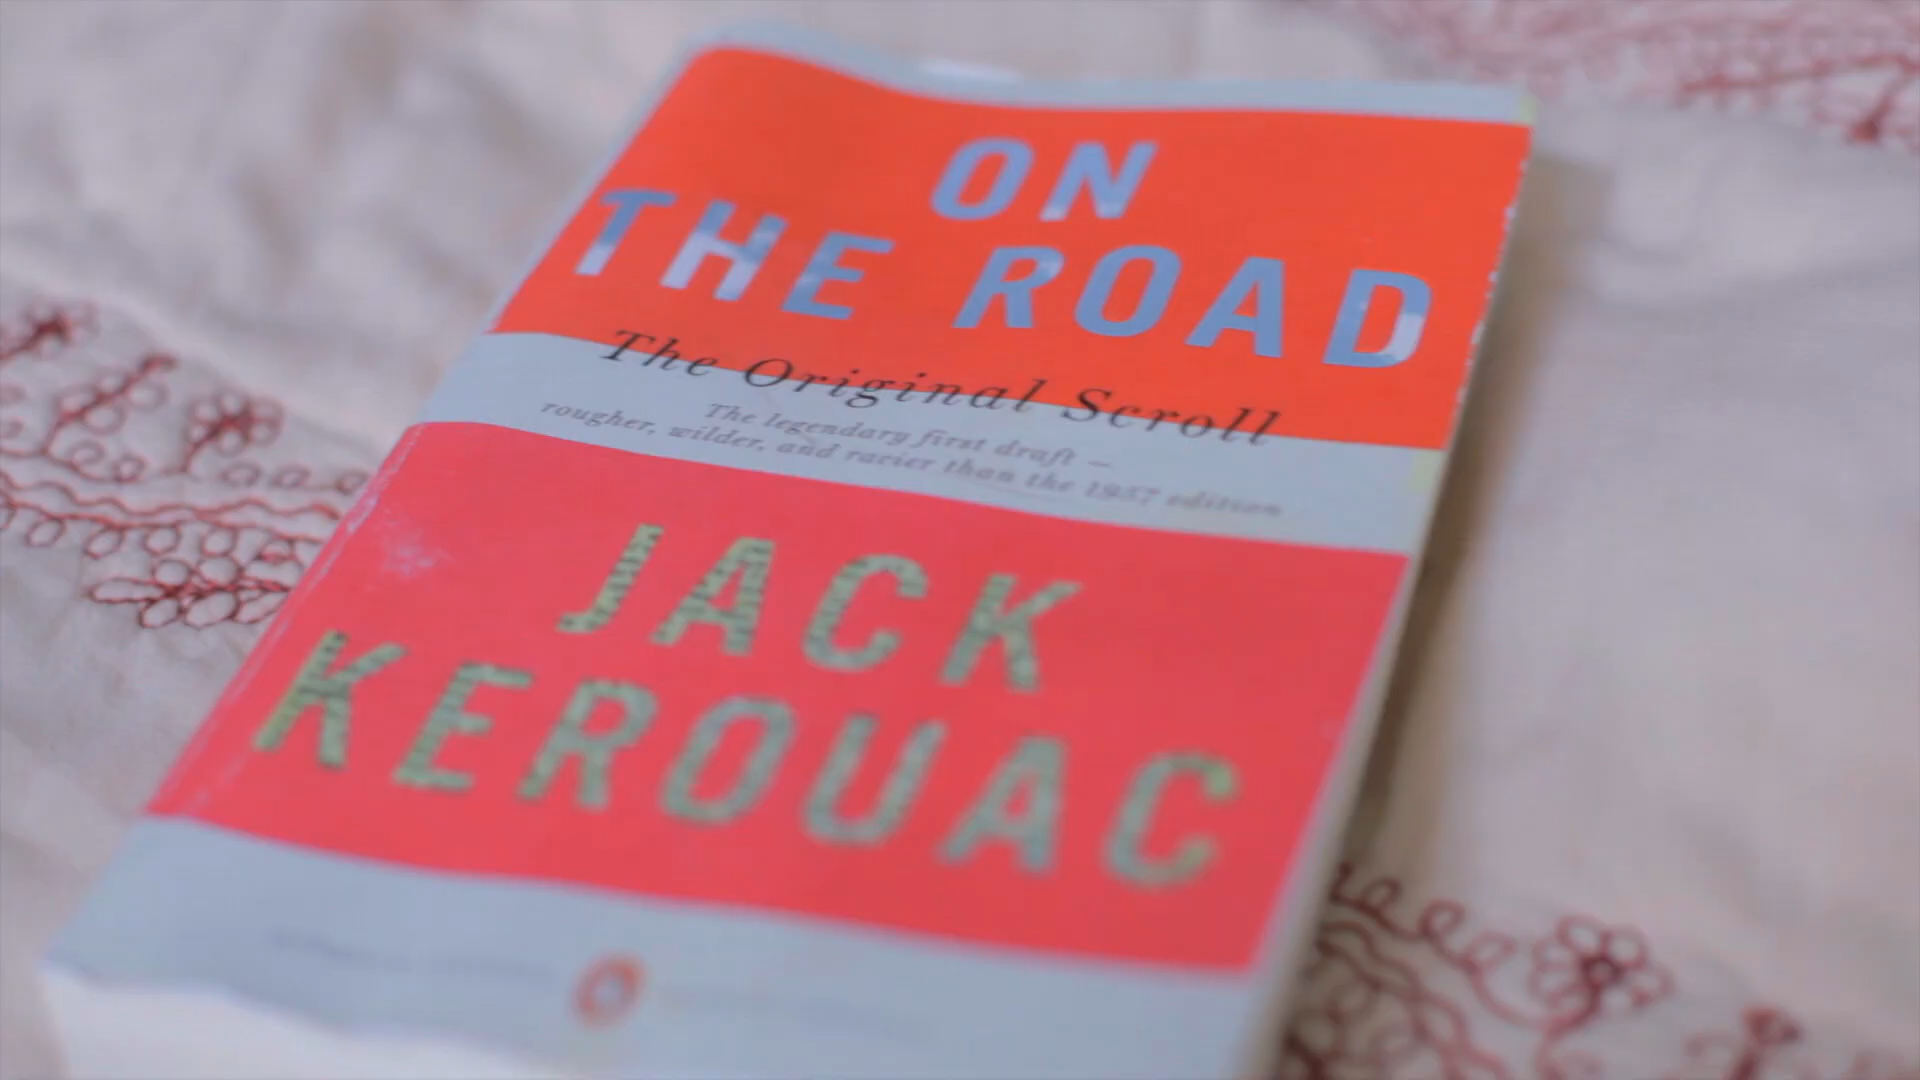 ON
THE ROAD
The Original Scroll
The legendary first draft –
rougher, wilder, and racier than the 1957 edition
JACK
KEROUAC